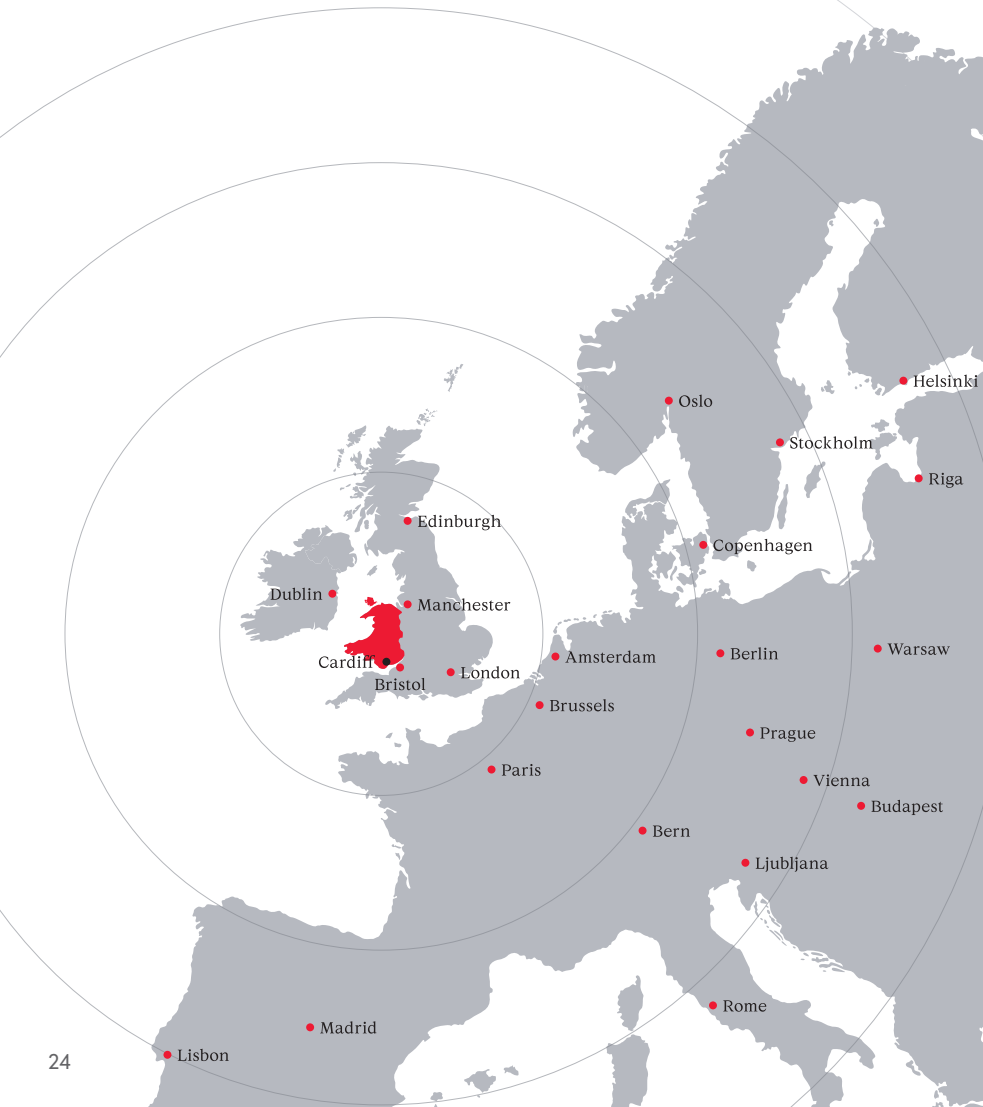 Helsinki
Oslo
Stockholm
Riga
Edinburgh
Copenhagen
Dublin
Manchester
Warsaw
Berlin
Amsterdam
Cardiff
London
Bristol
Brussels
Prague
Paris
Vienna
Budapest
Bern
Ljubljana
Rome
Madrid
Lisbon
24